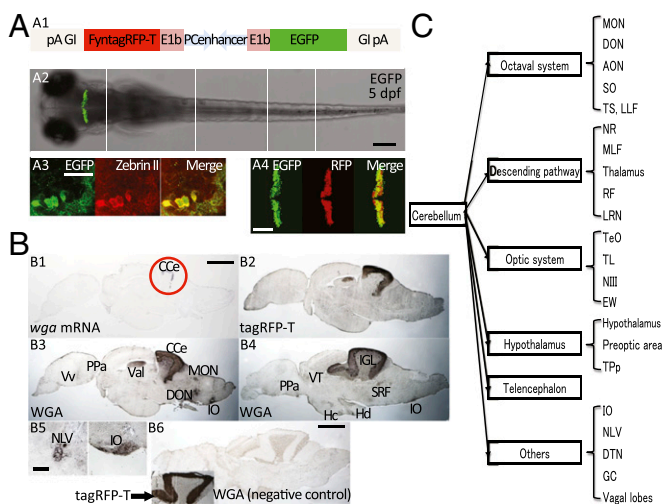 A
A1
pA GI FyntagRFP-T E1b PCenhancer E1b EGFP GI pA
A2
EGFP
5 dpf
A3 EGFP Zebrin II Merge
A4 EGFP RFP Merge
B
B1 CCe
wga mRNA
B2
tagRFP-T
B3 CCe
PPa Val MON
Vv DON
WGA IO
B4 IGL
PPa VT SRF
WGA Hc Hd IO
B5 NLV IO
B6
tagRFP-T WGA (negative control)
C
Cerebellum
Octaval system
MON
DON
AON
SO
TS, LLF
Descending pathway
NR
MLF
Thalamus
RF
LRN
Optic system
TeO
TL
NIII
EW
Hypothalamus
Hypothalamus
Preoptic area
TPp
Telencephalon
Others
IO
NLV
DTN
GC
Vagal lobes